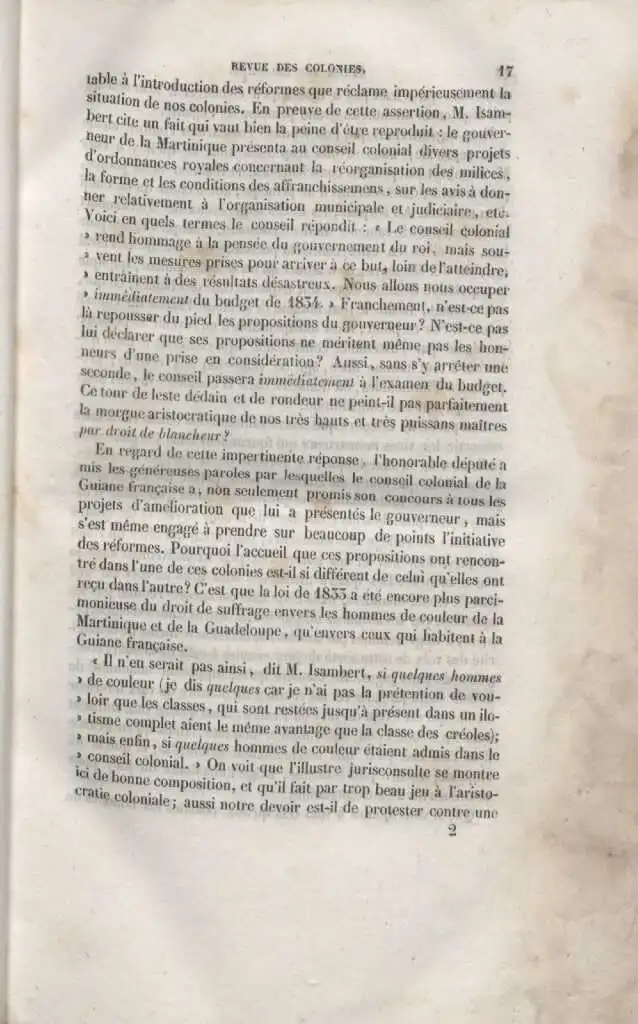 REVUE DES COLONIES. 17
table à l'introduction des réformes que réclame impérieusement la
situation de nos colonies. En preuve de cette assertion, M. Isam-
bert cite un fait qui vaut bien la peine d'être reproduit : le gouver-
neur de la Martinique présenta au conseil colonial divers projets
d'ordonnances royales concernant la réorganisation des milices,
la forme et les conditions des affranchissemens, sur les avis à don-
ner relativement à l'organisation municipale et judiciaire, etc.
Voici en quels termes le conseil répondit : « Le conseil colonial
» rend hommage à la pensée du gouvernement du roi, mais sou-
» vent les mesures prises pour arriver à ce but, loin de l'atteindre,
» entraînent à des résultats désastreux. Nous allons nous occuper
» immédiatement du budget de 1834. » Franchement, n'est-ce pas
là repousser du pied les propositions du gouverneur? N'est-ce pas
lui déclarer que ses propositions ne méritent même pas les hon-
neurs d'une prise en considération? Aussi, sans s'y arrêter une
seconde, le conseil passera immédiatement à l'examen du budget.
Ce tour de leste dédain et de rondeur ne peint-il pas parfaitement
la morgue aristocratique de nos très hauts et très puissans maîtres
par droit de blancheur?
En regard de cette impertinente réponse, l'honorable député a
mis les généreuses paroles par lesquelles le conseil colonial de la
Guiane française a, non seulement promis son concours à tous les
projets d'amelioration que lui a présentés le gouverneur, mais
s'est même engagé à prendre sur beaucoup de points l'initiative
des réformes. Pourquoi l'accueil que ces propositions ont rencon-
tré dans l'une de ces colonies est-il si différent de celui qu'elles ont
reçu dans l'autre? C'est que la loi de 1833 a été encore plus parci-
monieuse du droit de suffrage envers les hommes de couleur de la
Martinique et de la Guadeloupe, qu'envers ceux qui habitent à la
Guiane française.
« Il n'en serait pas ainsi, dit M. Isambert, si quelques hommes
» de couleur (je dis quelques car je n'ai pas la prétention de vou-
» loir que les classes, qui sont restées jusqu'à présent dans un ilo-
» tisme complet aient le même avantage que la classe des créoles);
» mais enfin, si quelques hommes de couleur étaient admis dans le
» conseil colonial. » On voit que l'illustre jurisconsulte se montre
ici de bonne composition, et qu'il fait par trop beau jeu à l'aristo-
cratie coloniale; aussi notre devoir est-il de protester contre une
2